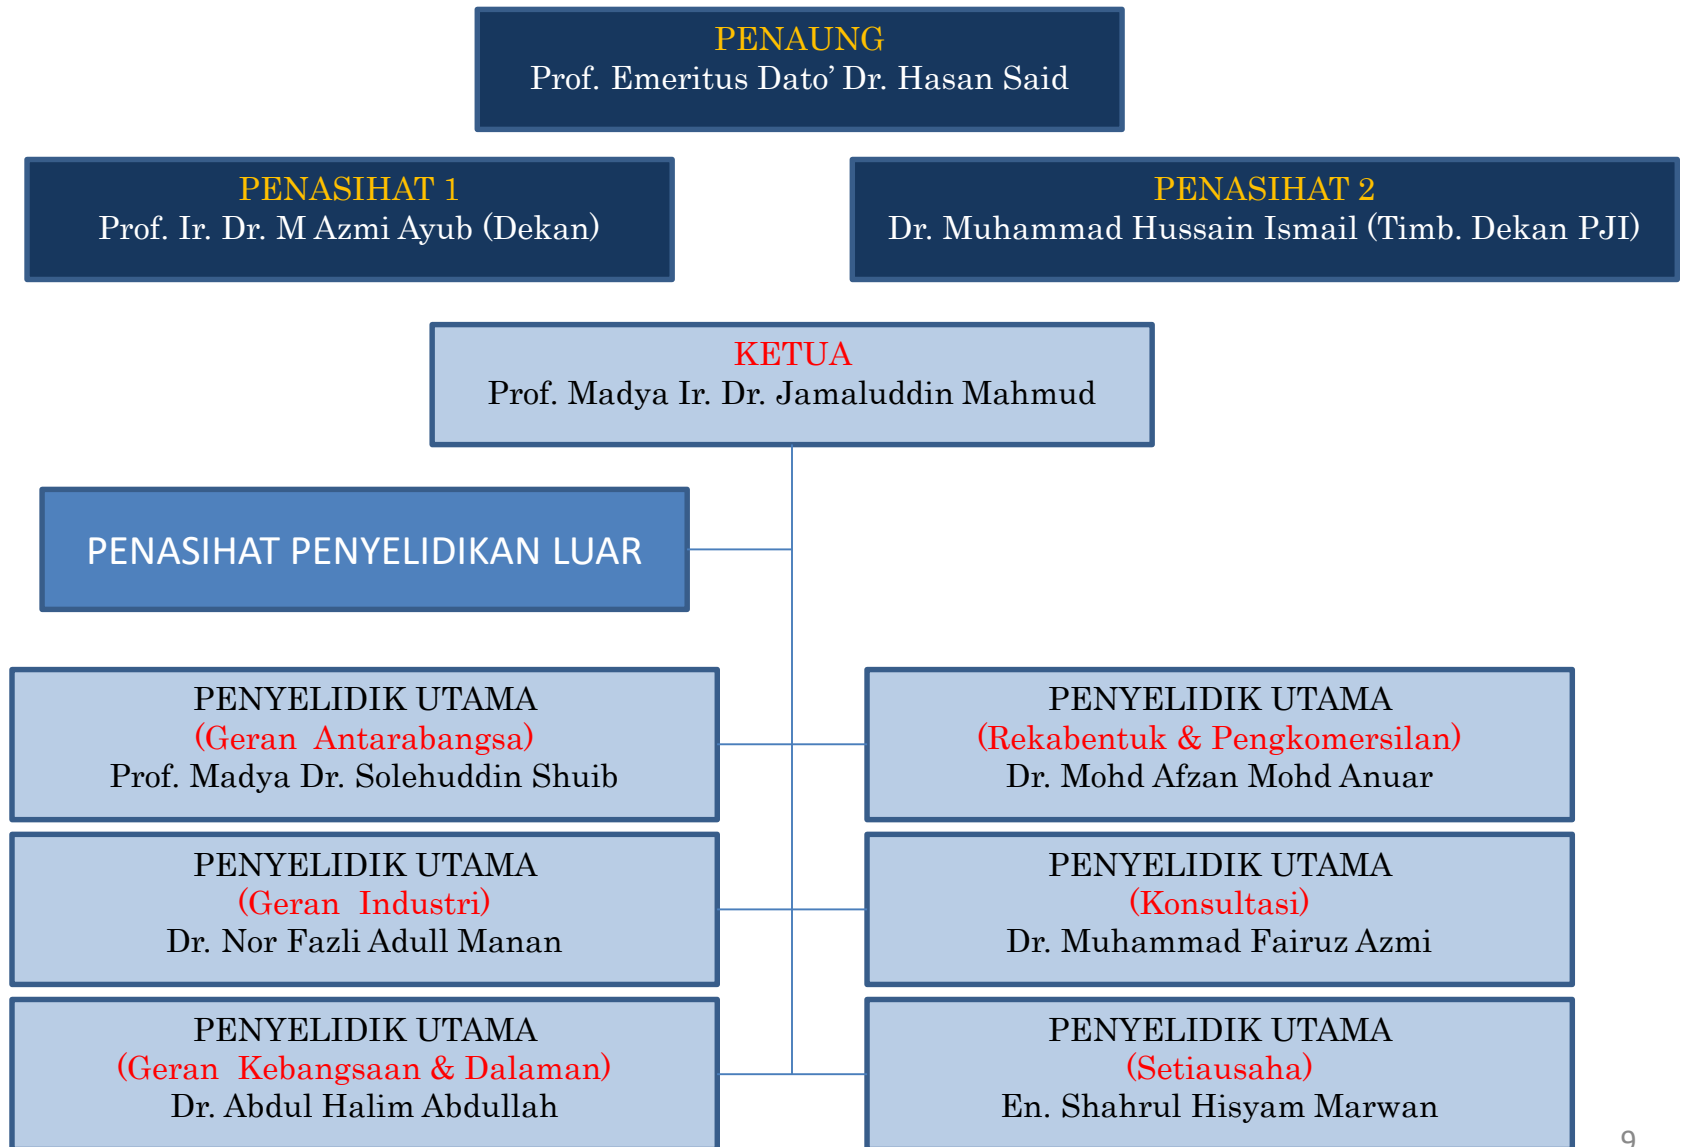 PENAUNG
Prof. Emeritus Dato’ Dr. Hasan Said
PENASIHAT 1
Prof. Ir. Dr. M Azmi Ayub (Dekan)
PENASIHAT 2
Dr. Muhammad Hussain Ismail (Timb. Dekan PJI)
KETUA
Prof. Madya Ir. Dr. Jamaluddin Mahmud
PENASIHAT PENYELIDIKAN LUAR
PENYELIDIK UTAMA
(Geran Antarabangsa)
Prof. Madya Dr. Solehuddin Shuib
PENYELIDIK UTAMA
(Rekabentuk & Pengkomersilan)
Dr. Mohd Afzan Mohd Anuar
PENYELIDIK UTAMA
(Geran Industri)
Dr. Nor Fazli Adull Manan
PENYELIDIK UTAMA
(Konsultasi)
Dr. Muhammad Fairuz Azmi
PENYELIDIK UTAMA
(Geran Kebangsaan & Dalaman)
Dr. Abdul Halim Abdullah
PENYELIDIK UTAMA
(Setiausaha)
En. Shahrul Hisyam Marwan
9